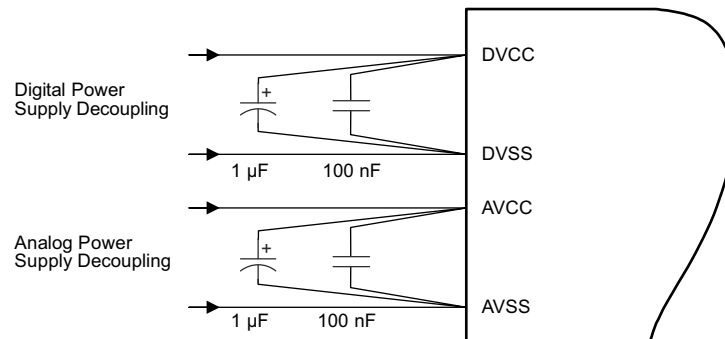 DVCC
Digital Power
Supply Decoupling
+
DVSS
1 µF
100 nF
AVCC
Analog Power
Supply Decoupling
+
AVSS
1 µF
100 nF